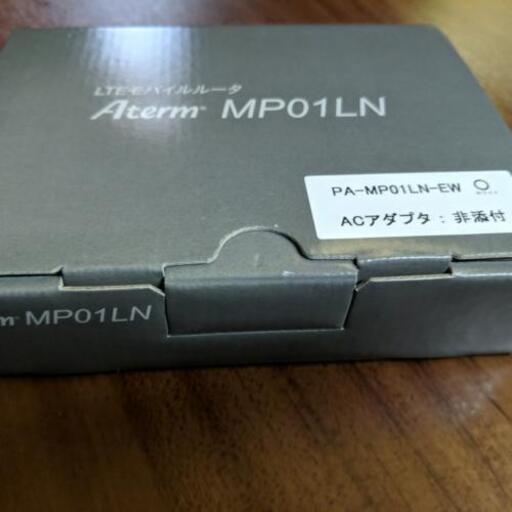 LTEモバイルルータ
Aterm MP01LN
PA-MP01LN-EW
ACアダプタ：非添付
erm MP01LN